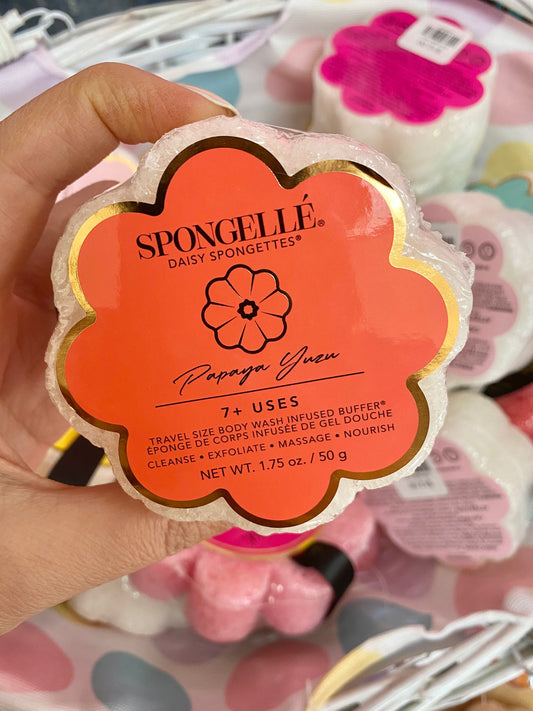 SPONGELLÉ®
DAISY SPONGETTES®
Papaya Yuzu
7+ USES
TRAVEL SIZE BODY WASH INFUSED BUFFER®
ÉPONGE DE CORPS INFUSÉE DE GEL DOUCHE
CLEANSE • EXFOLIATE • MASSAGE • NOURISH
NET WT. 1.75 oz. / 50 g